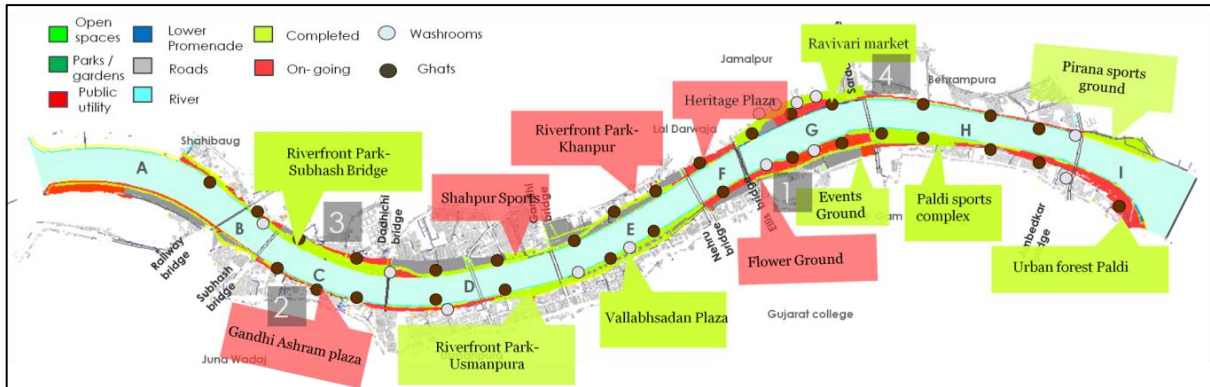 Open
spaces
Lower
Promenade
Completed
Washrooms
Parks /
gardens
Roads
On- going
Ghats
Public
utility
River
Ravivari market
Jamalpur
Behrampura
Pirana sports
ground
Heritage Plaza
Lal Darwaja
Riverfront Park-
Khanpur
Shahibaug
Riverfront Park-
Subhash Bridge
Shahpur Sports
Dadhichi
bridge
bridge
A
B
C
D
E
F
G
H
I
1
2
3
4
Railway
bridge
Subhash
bridge
Nehru
bridge
Ellis
bridge
Events
Ground
Paldi sports
complex
Flower Ground
bridge
Urban forest Paldi
Gandhi Ashram plaza
Juna Wadaj
Riverfront Park-
Usmanpura
Vallabhsadan Plaza
Gujarat college